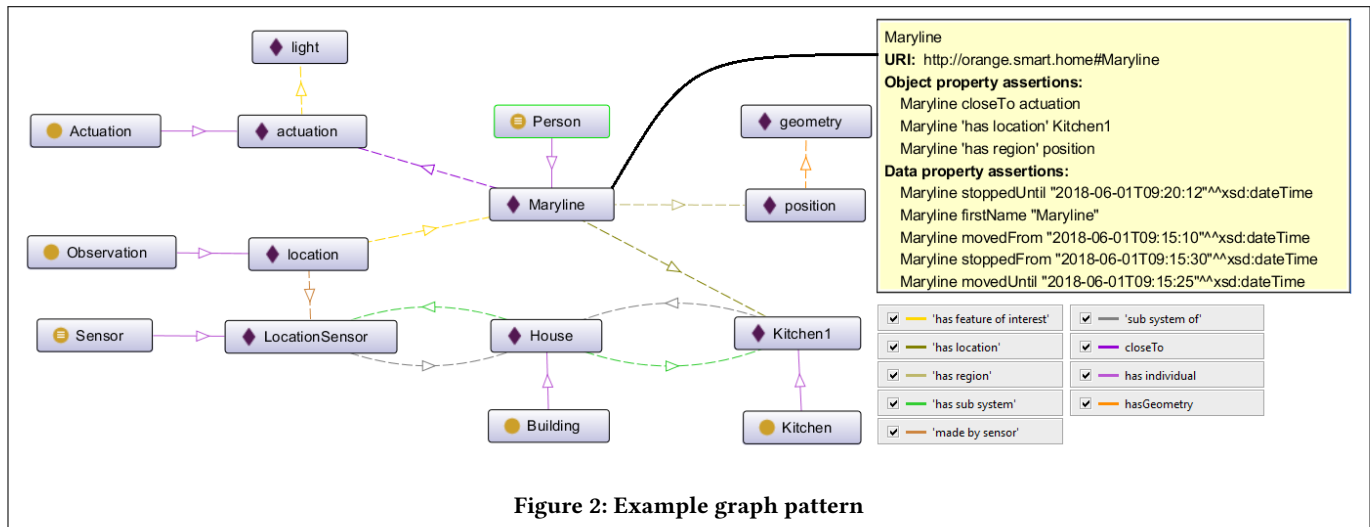 light
Actuation
actuation
Person
geometry
Maryline
position
Observation
location
Sensor
LocationSensor
House
Kitchen1
Building
Kitchen
Maryline
URI: http://orange.smart.home#Maryline
Object property assertions:
Maryline closeTo actuation
Maryline 'has location' Kitchen1
Maryline 'has region' position
Data property assertions:
Maryline stoppedUntil "2018-06-01T09:20:12"^^xsd:dateTime
Maryline firstName "Maryline"
Maryline movedFrom "2018-06-01T09:15:10"^^xsd:dateTime
Maryline stoppedFrom "2018-06-01T09:15:30"^^xsd:dateTime
Maryline movedUntil "2018-06-01T09:15:25"^^xsd:dateTime
'has feature of interest'
'has location'
'has region'
'has sub system'
'made by sensor'
'sub system of'
closeTo
has individual
hasGeometry
Figure 2: Example graph pattern